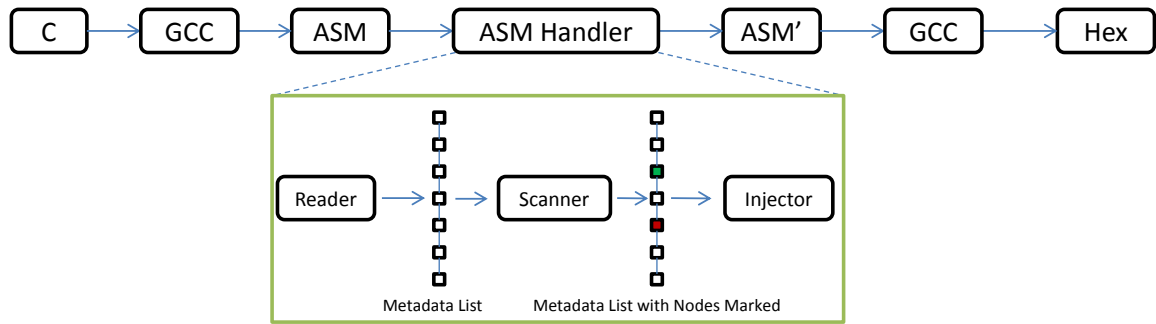 C
GCC
ASM
ASM Handler
ASM’
GCC
Hex
Reader
Scanner
Injector
Metadata List
Metadata List with Nodes Marked